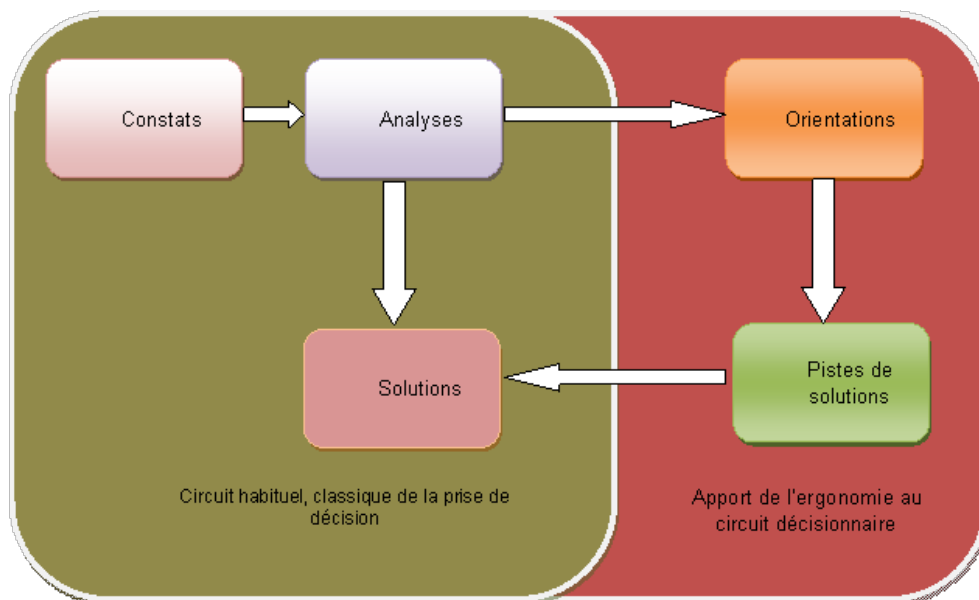 Constats
Analyses
Orientations
Solutions
Pistes de
solutions
Circuit habituel, classique de la prise de
décision
Apport de l'ergonomie au
circuit décisionnaire